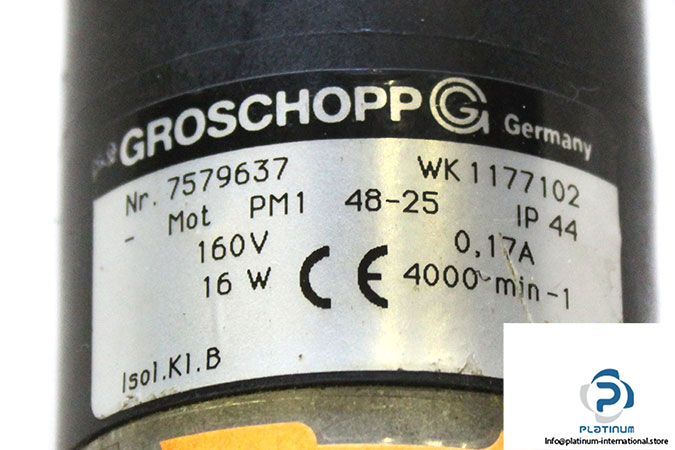 GROSCHOPP G Germany
Nr. 7579637 WK 1177102
- Mot PM1 48-25 IP 44
160V 0,17A
16 W CE 4000 min-1
Isol.Kl.B
PLATINUM
Info@platinum-international.store